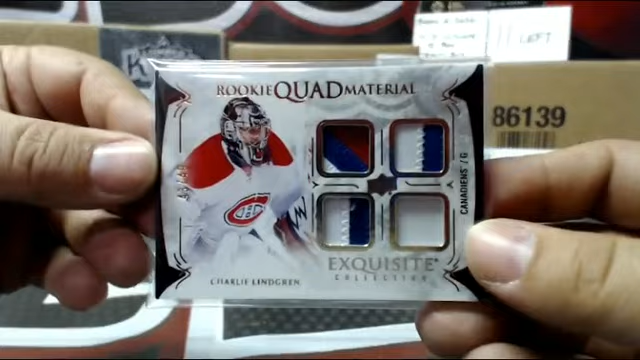 ROOKIE QUAD MATERIAL
CANADIENS / G
EXQUISITE
COLLECTION
CHARLIE LINDGREN
86139
LEFT